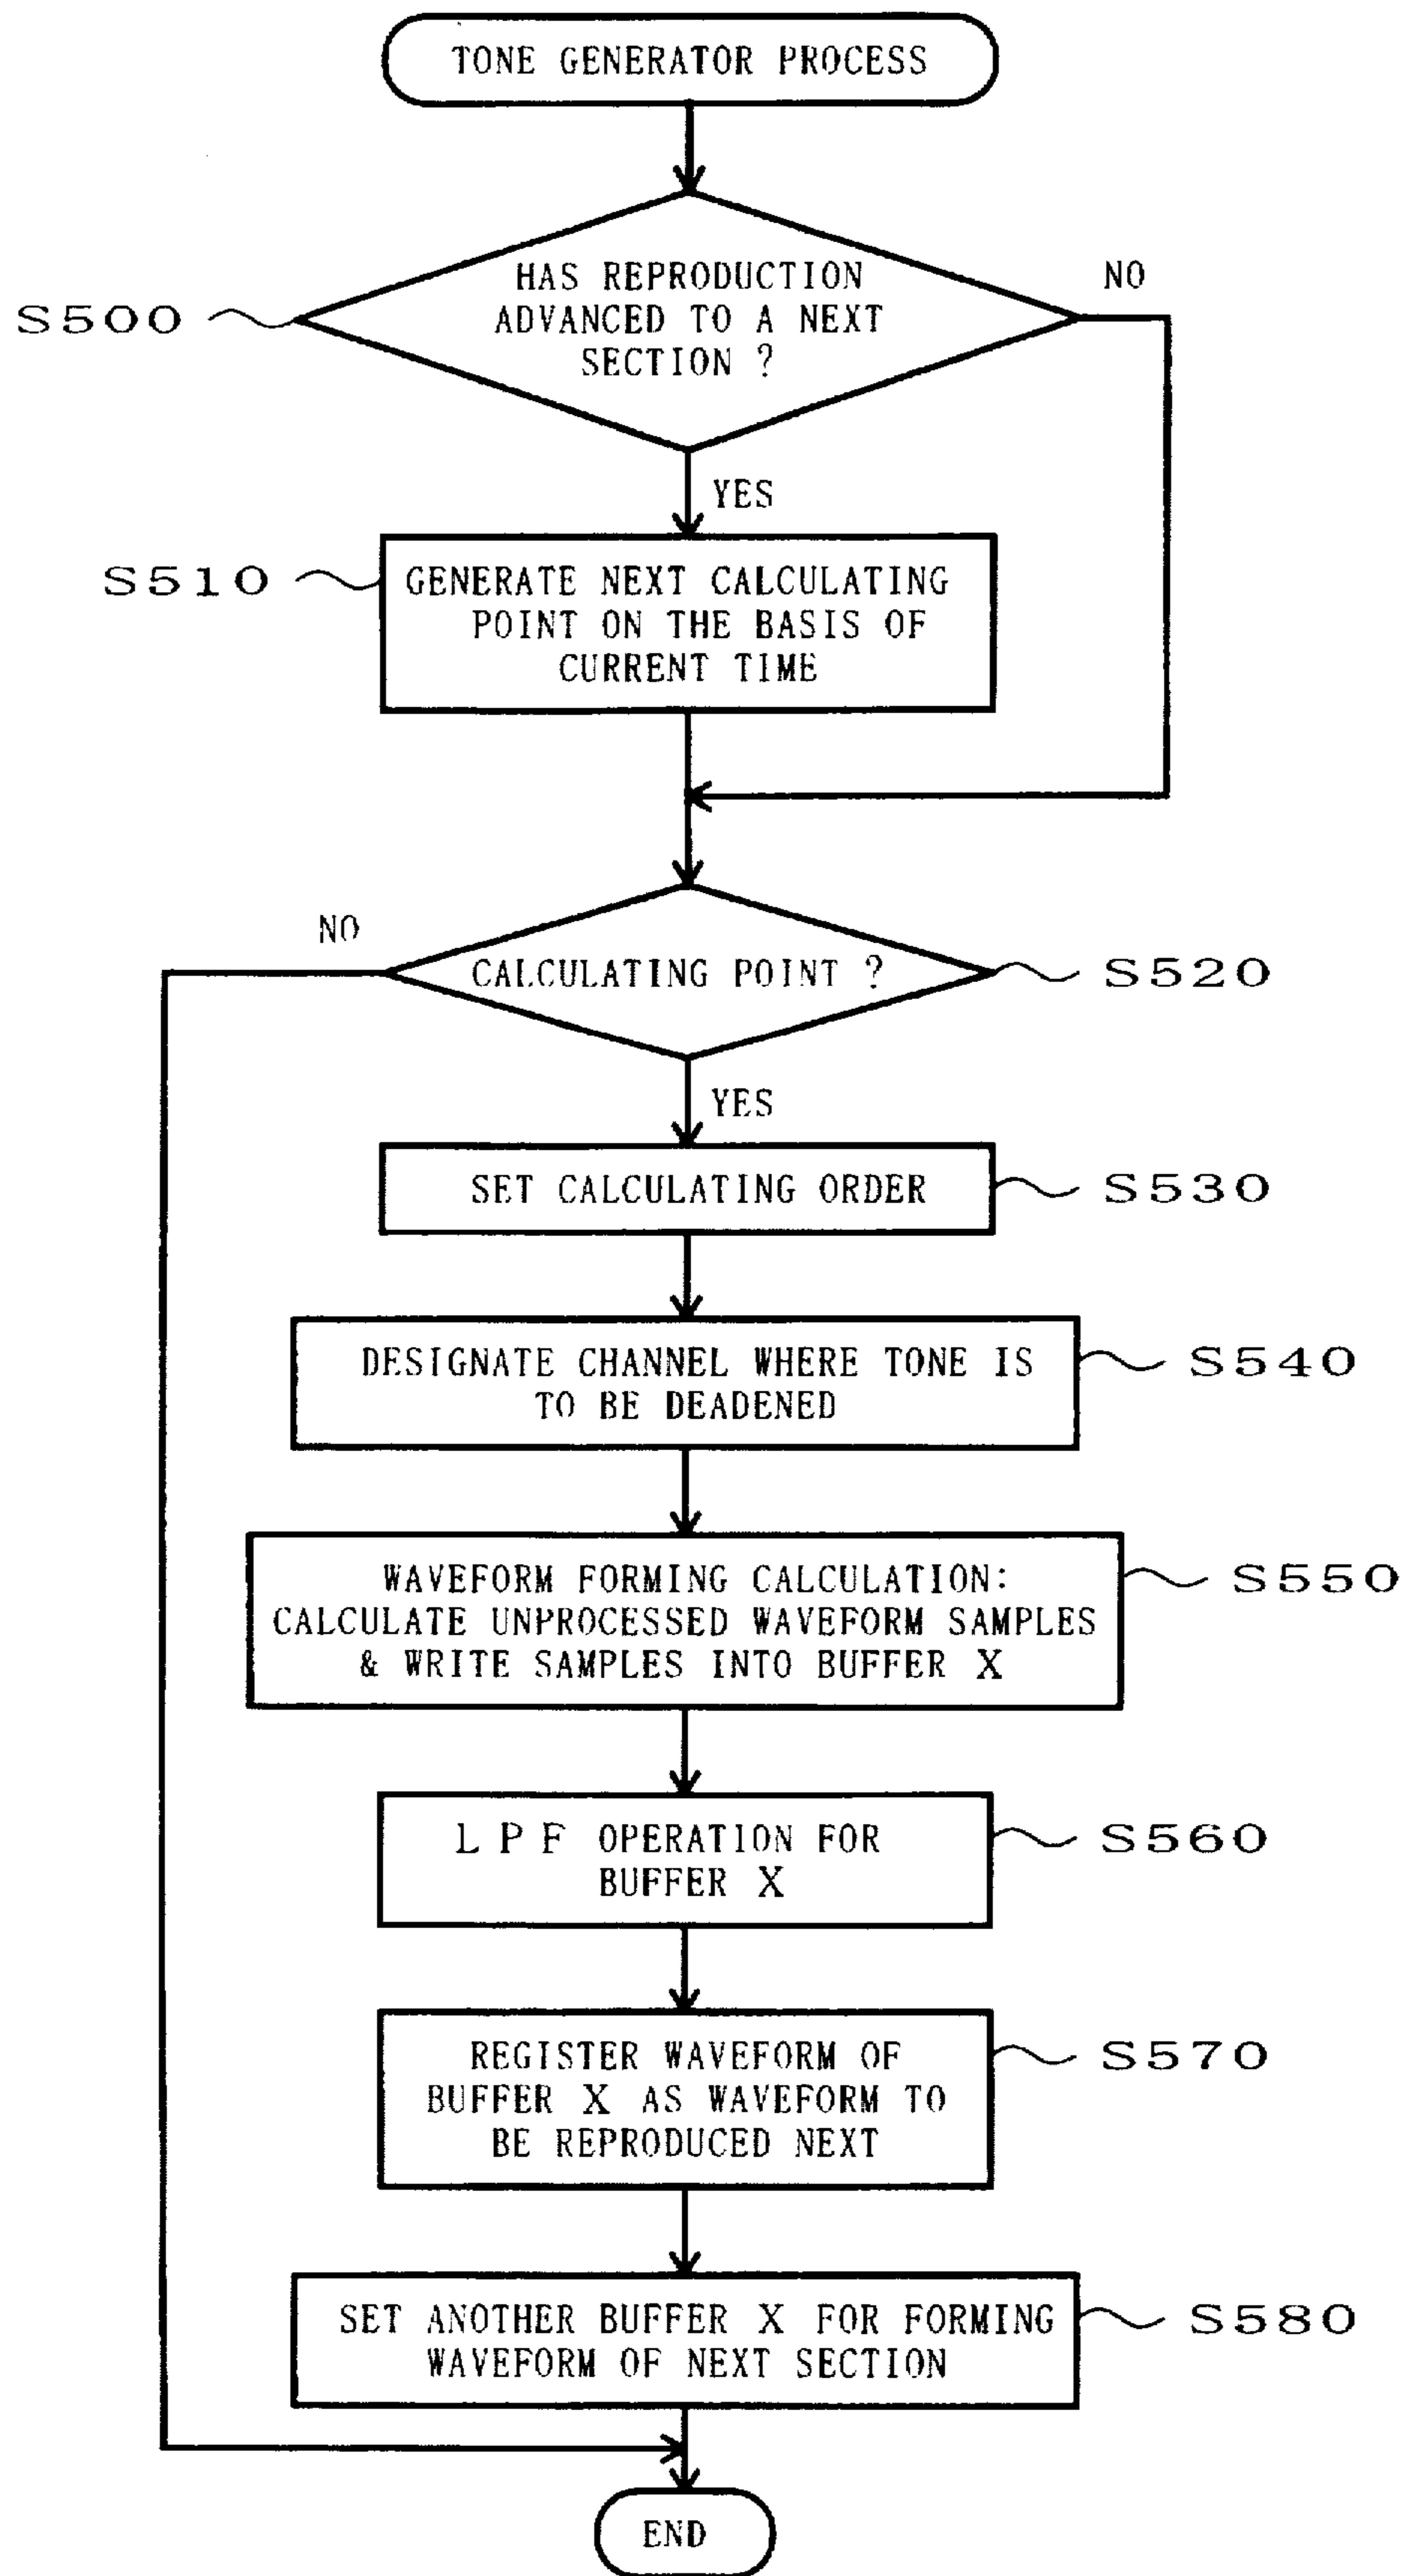 TONE GENERATOR PROCESS
HAS REPRODUCTION
ADVANCED TO A NEXT
SECTION ?
NO
S500
YES
S510
GENERATE NEXT CALCULATING
POINT ON THE BASIS OF
CURRENT TIME
NO
CALCULATING POINT ?
S520
YES
SET CALCULATING ORDER
S530
DESIGNATE CHANNEL WHERE TONE IS
TO BE DEADENED
S540
WAVEFORM FORMING CALCULATION:
CALCULATE UNPROCESSED WAVEFORM SAMPLES
& WRITE SAMPLES INTO BUFFER X
S550
LPF OPERATION FOR
BUFFER X
S560
REGISTER WAVEFORM OF
BUFFER X AS WAVEFORM TO
BE REPRODUCED NEXT
S570
SET ANOTHER BUFFER X FOR FORMING
WAVEFORM OF NEXT SECTION
S580
END